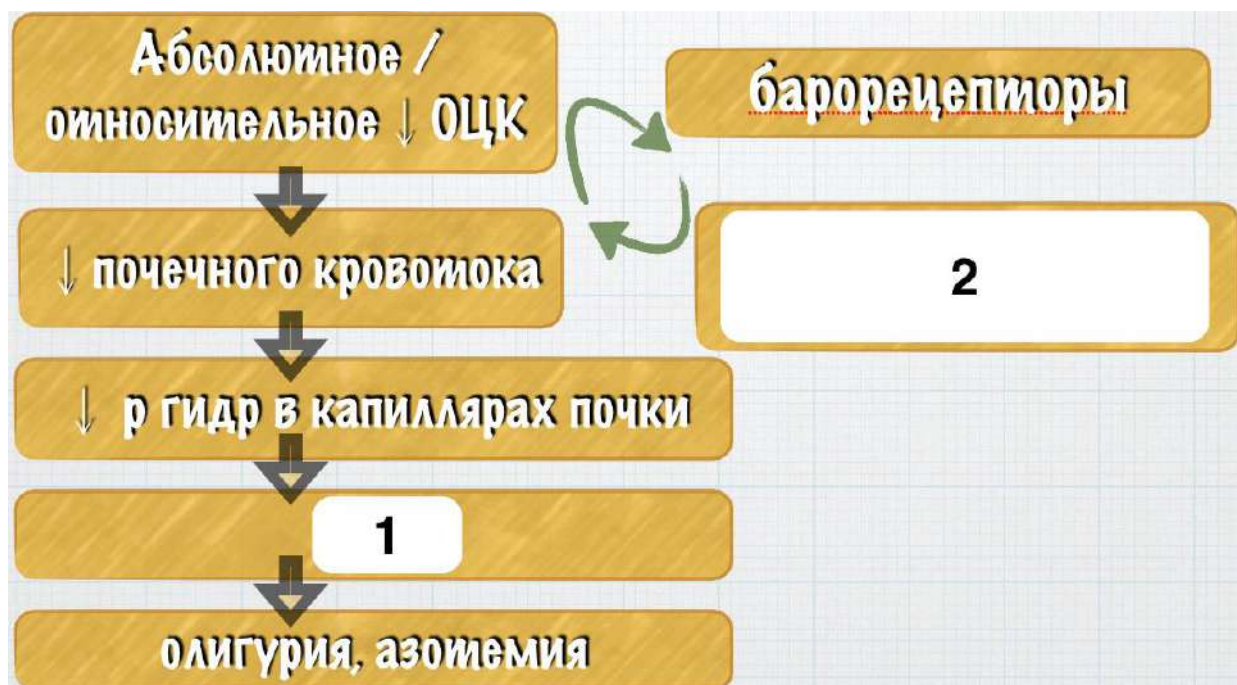 Абсолютное /
относительное ↓ ОЦК
барорецепторы
↓ почечного кровотока
2
↓ р гидр в капиллярах почки
1
олигурия, азотемия